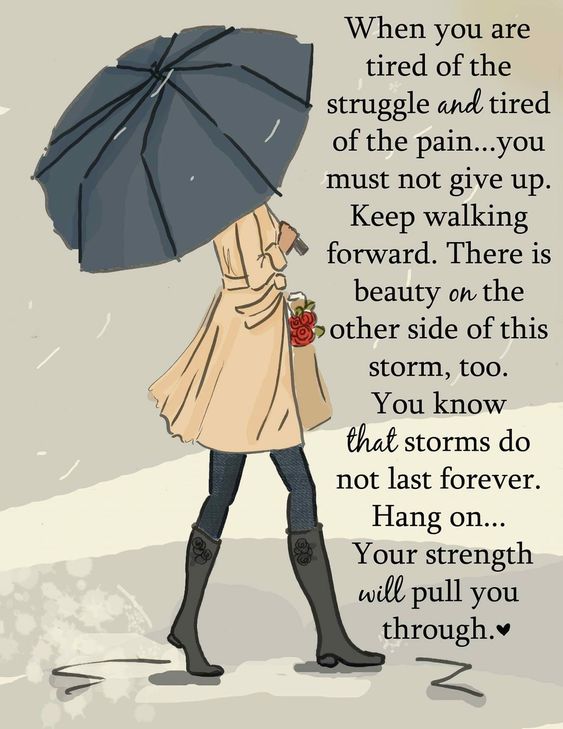 When you are
tired of the
struggle and tired
of the pain...you
must not give up.
Keep walking
forward. There is
beauty on the
other side of this
storm, too.
You know
that storms do
not last forever.
Hang on...
Your strength
will pull you
through.♥